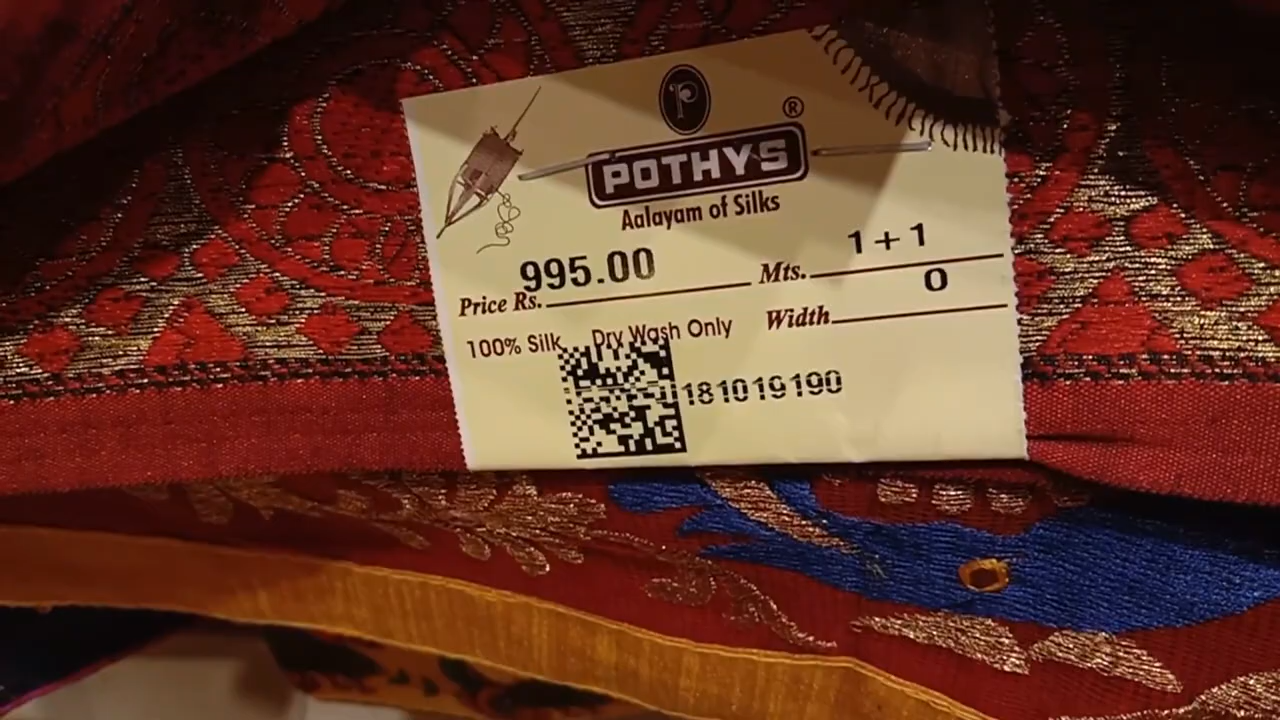 P
®
POTHYS
Aalayam of Silks
Price Rs. 995.00
Mts. 1+1
100% Silk Dry Wash Only
Width 0
181019190